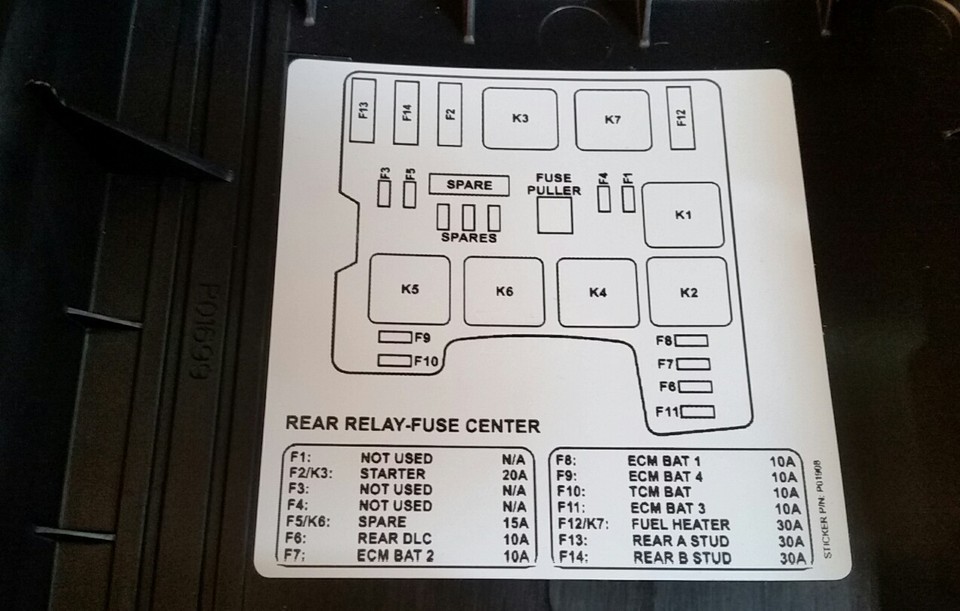 F13 F14 F2 K3 K7 F12
F3 F5 SPARE FUSE PULLER F4 F1
SPARES
K1
K5 K6 K4 K2
F9
F10
F8
F7
F6
F11
REAR RELAY-FUSE CENTER
F1: NOT USED N/A
F2/K3: STARTER 20A
F3: NOT USED N/A
F4: NOT USED N/A
F5/K6: SPARE 15A
F6: REAR DLC 10A
F7: ECM BAT 2 10A
F8: ECM BAT 1 10A
F9: ECM BAT 4 10A
F10: TCM BAT 10A
F11: ECM BAT 3 10A
F12/K7: FUEL HEATER 30A
F13: REAR A STUD 30A
F14: REAR B STUD 30A
STICKER P/N: P01908
P01699